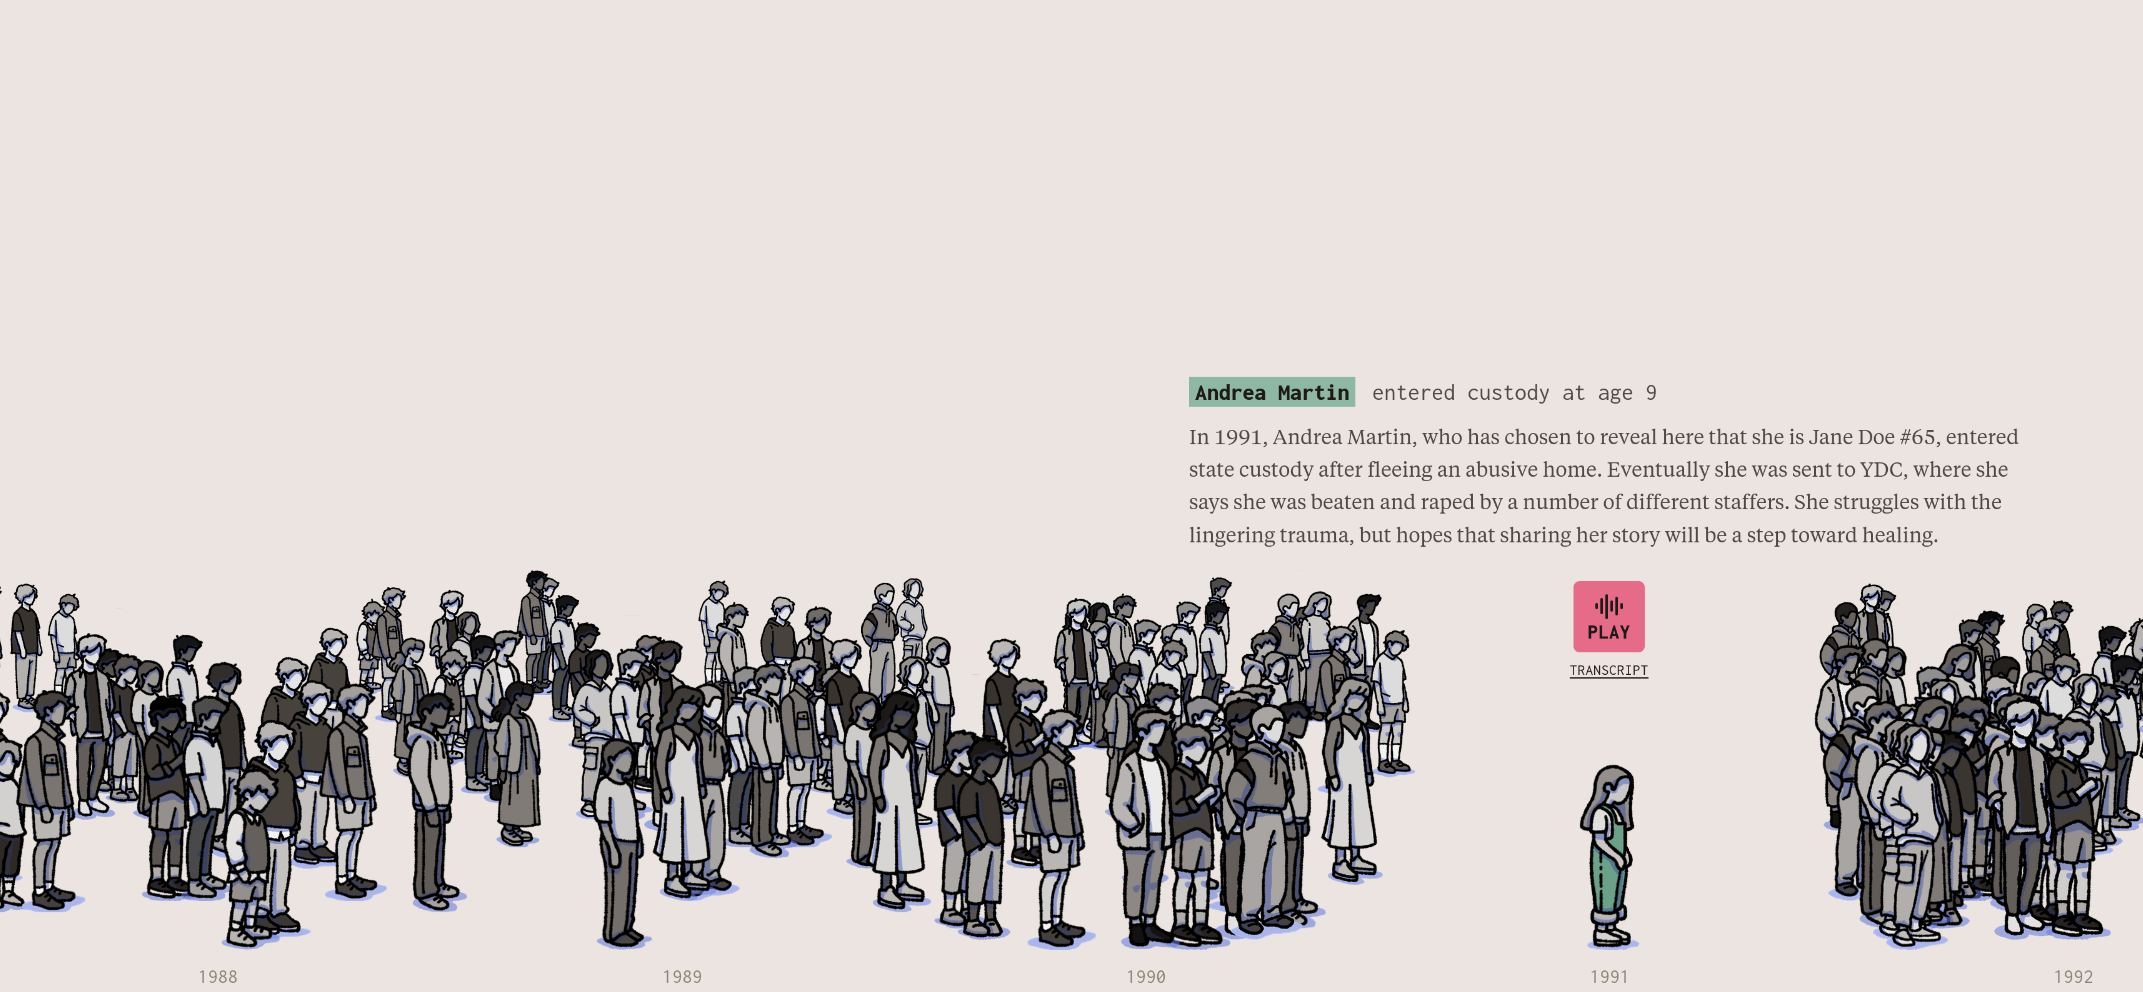 Andrea Martin entered custody at age 9
In 1991, Andrea Martin, who has chosen to reveal here that she is Jane Doe #65, entered
state custody after fleeing an abusive home. Eventually she was sent to YDC, where she
says she was beaten and raped by a number of different staffers. She struggles with the
lingering trauma, but hopes that sharing her story will be a step toward healing.
PLAY
TRANSCRIPT
1988 1989 1990 1991 1992